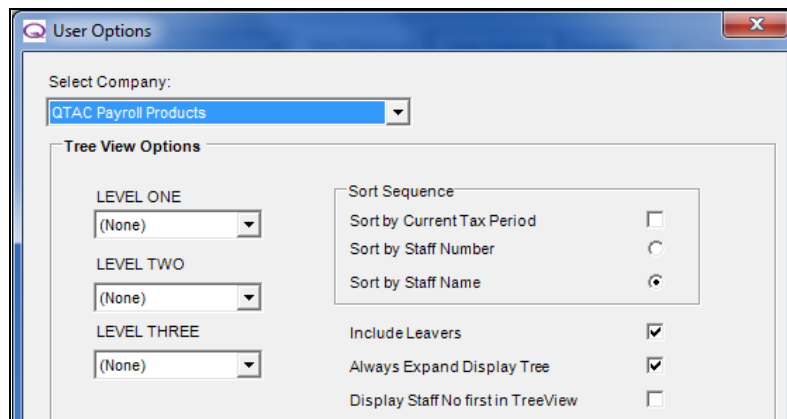 User Options
Select Company:
QTAC Payroll Products
Tree View Options
LEVEL ONE
(None)
LEVEL TWO
(None)
LEVEL THREE
(None)
Sort Sequence
Sort by Current Tax Period
Sort by Staff Number
Sort by Staff Name
Include Leavers
Always Expand Display Tree
Display Staff No first in TreeView